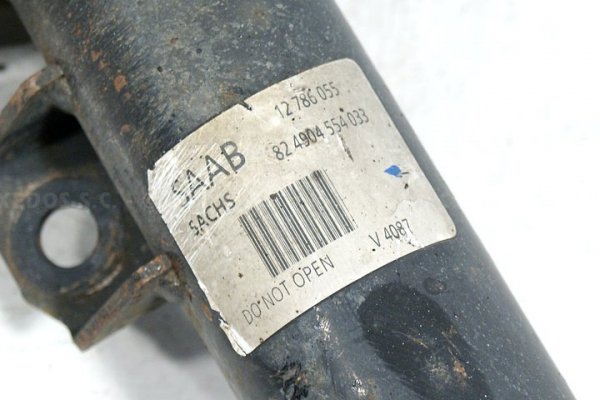 12 786 055
SAAB 82 4904 554 033
SACHS
V 4087
DO NOT OPEN